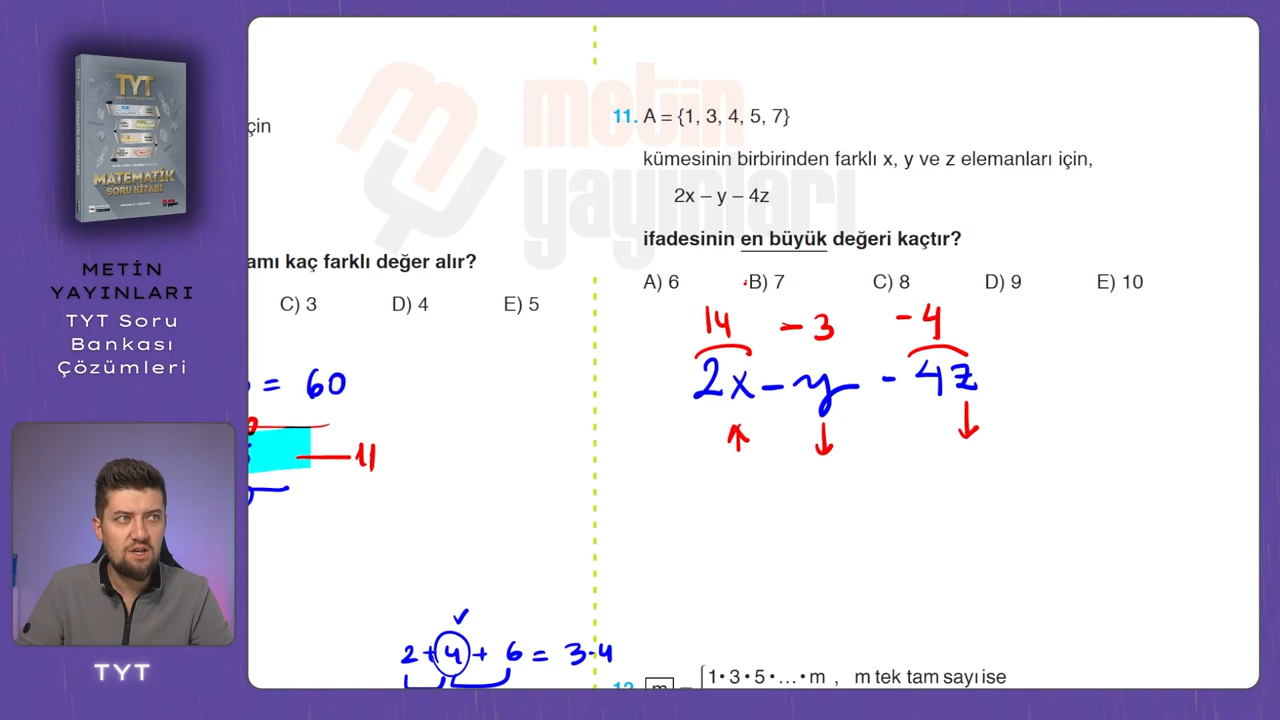 TYT
MATEMATİK
SORU KİTABI
METİN
YAYINLARI
TYT Soru
Bankası
Çözümleri
TYT
metin
yayınları
çin
amı kaç farklı değer alır?
C) 3 D) 4 E) 5
= 60
11
2 + 4 + 6 = 3·4
11. A = {1, 3, 4, 5, 7}
kümesinin birbirinden farklı x, y ve z elemanları için,
2x – y – 4z
ifadesinin en büyük değeri kaçtır?
A) 6 B) 7 C) 8 D) 9 E) 10
14 - 3 - 4
2x - y - 4z
12. m = 1 • 3 • 5 • ... • m , m tek tam sayı ise